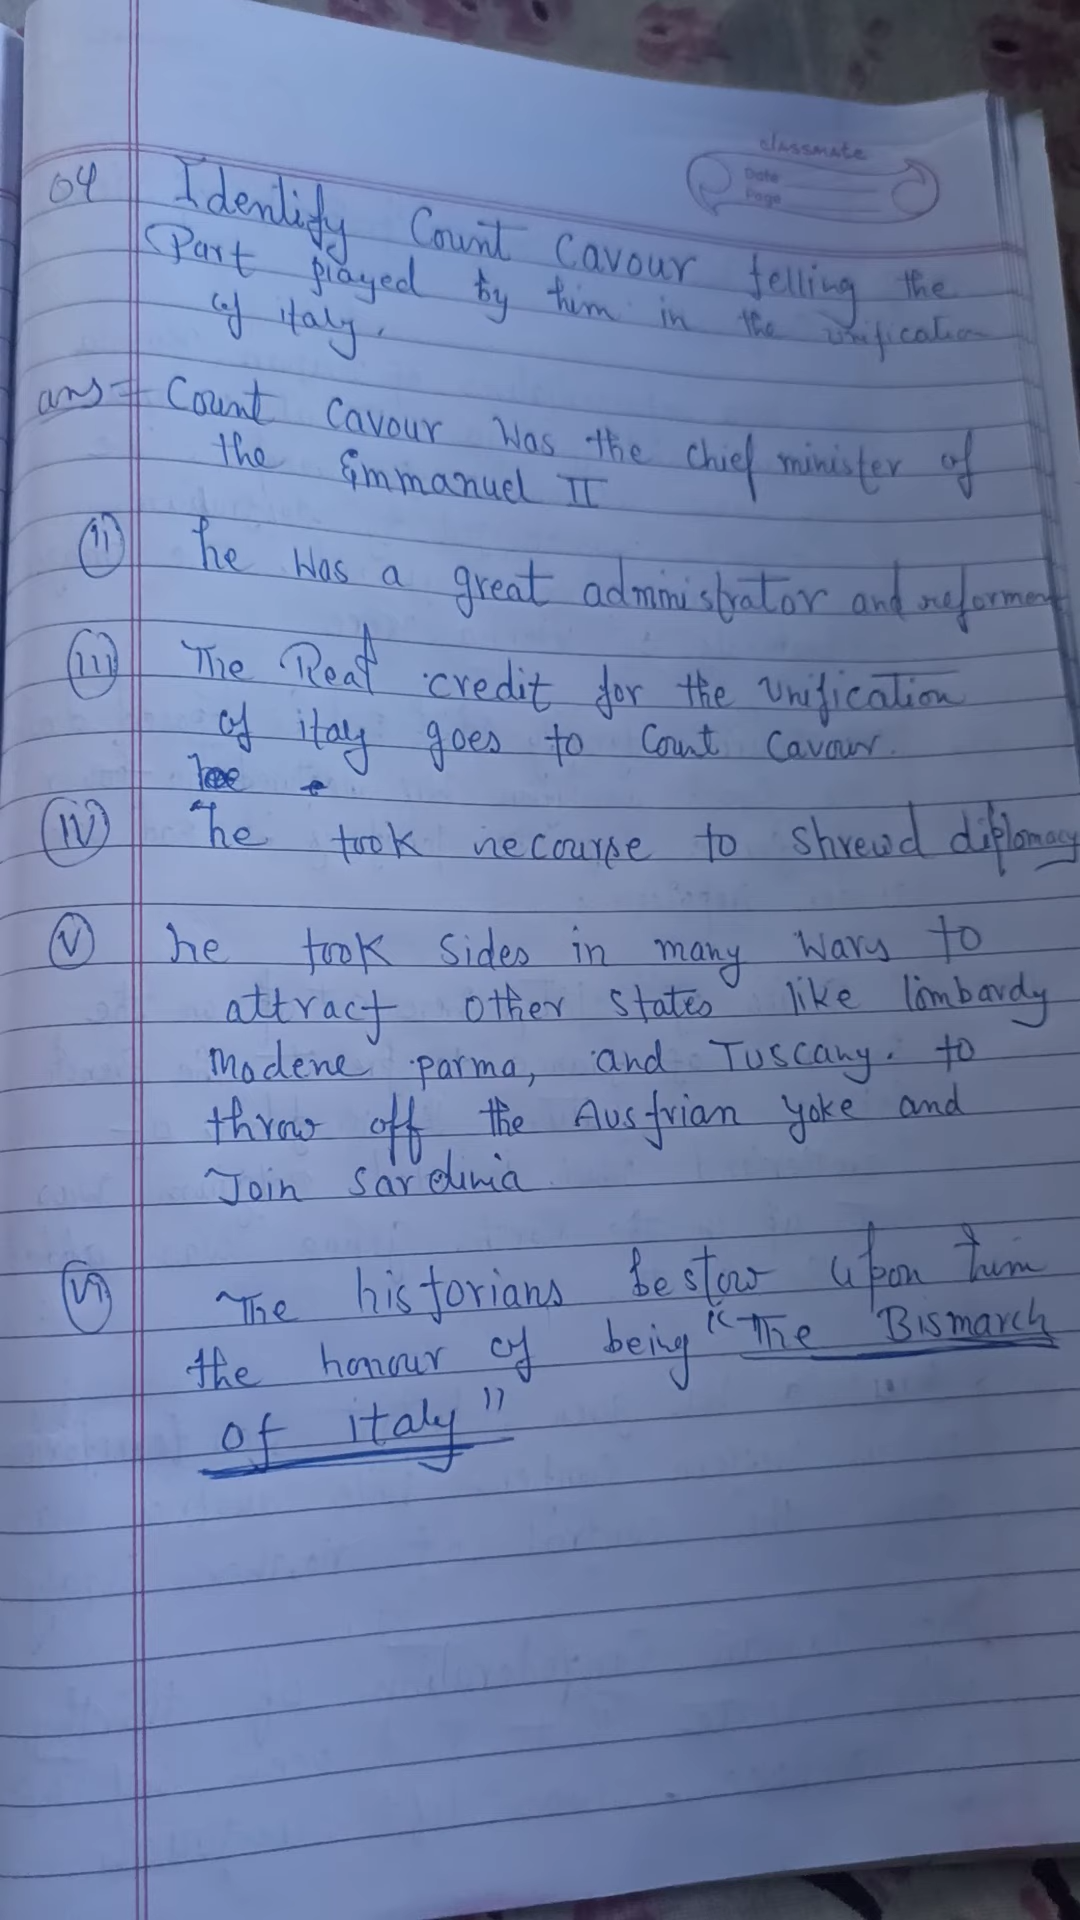 classmate
Date
Page
04 Identify Count Cavour telling the
Part played by him in the unification
of italy.
ans → Count Cavour Was the chief minister of
the Emmanuel II
(ii) he was a great administrator and reformer
(iii) The Real credit for the unification
of italy goes to Count Cavour.
(iv) he took recourse to shrewd diplomacy
(v) he took sides in many wars to
attract other states like lombardy
Modene parma, and Tuscany. to
throw off the Austrian yoke and
Join sardinia
(vi) The historians bestow upon him
the honour of being "The Bismarch
of italy"